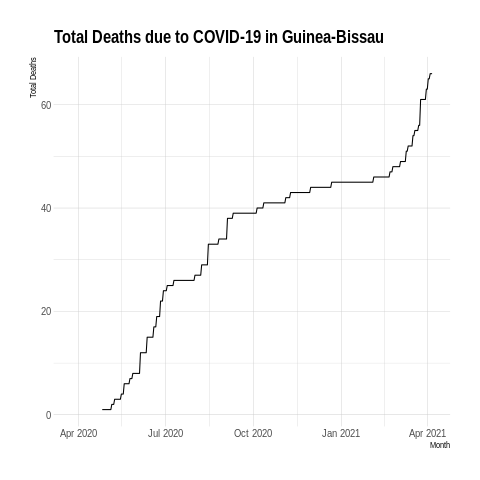 Total Deaths due to COVID-19 in Guinea-Bissau
Total Deaths
60
40
20
0
Apr 2020 Jul 2020 Oct 2020 Jan 2021 Apr 2021
Month